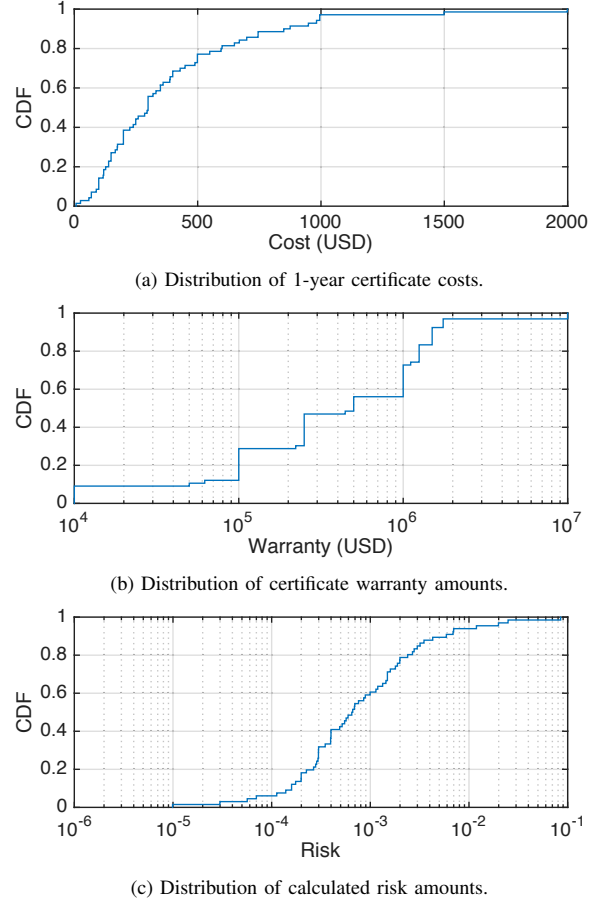 1
0.8
0.6
0.4
0.2
0
CDF
0 500 1000 1500 2000
Cost (USD)
(a) Distribution of 1-year certificate costs.
1
0.8
0.6
0.4
0.2
0
CDF
10^4 10^5 10^6 10^7
Warranty (USD)
(b) Distribution of certificate warranty amounts.
1
0.8
0.6
0.4
0.2
0
CDF
10^-6 10^-5 10^-4 10^-3 10^-2 10^-1
Risk
(c) Distribution of calculated risk amounts.